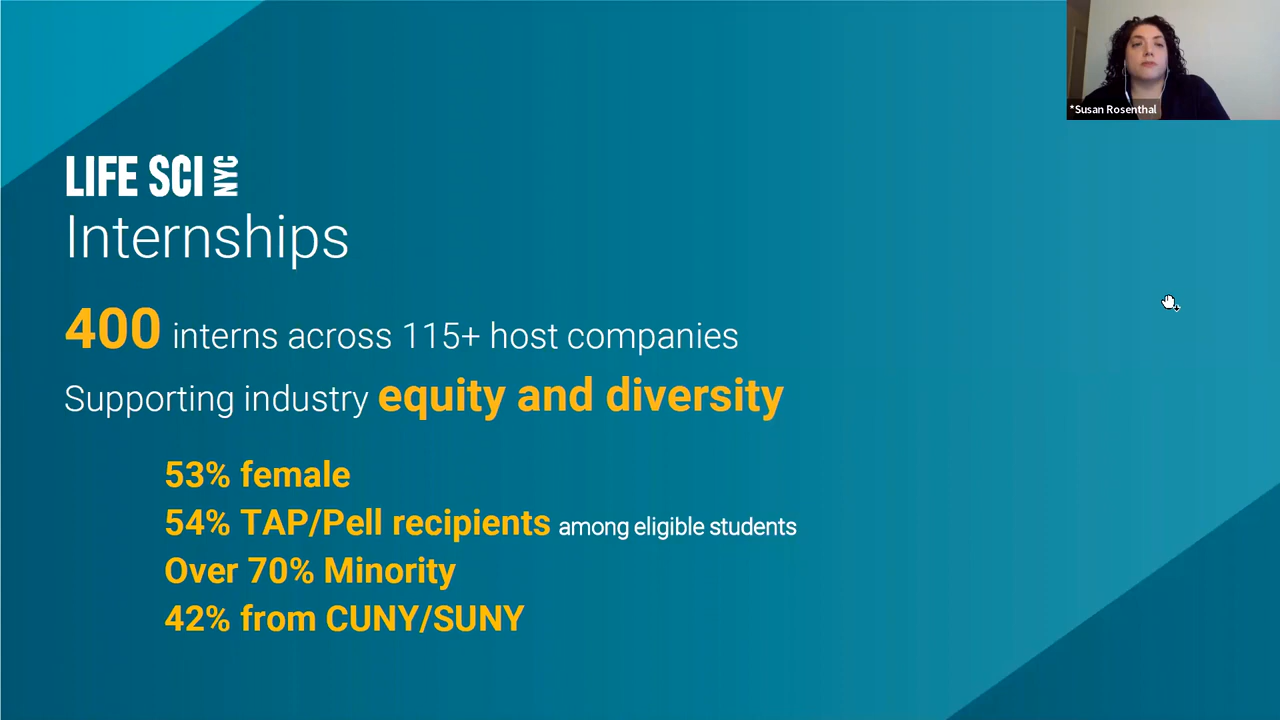 LIFE SCI NYC
Internships
400 interns across 115+ host companies
Supporting industry equity and diversity
53% female
54% TAP/Pell recipients among eligible students
Over 70% Minority
42% from CUNY/SUNY
*Susan Rosenthal